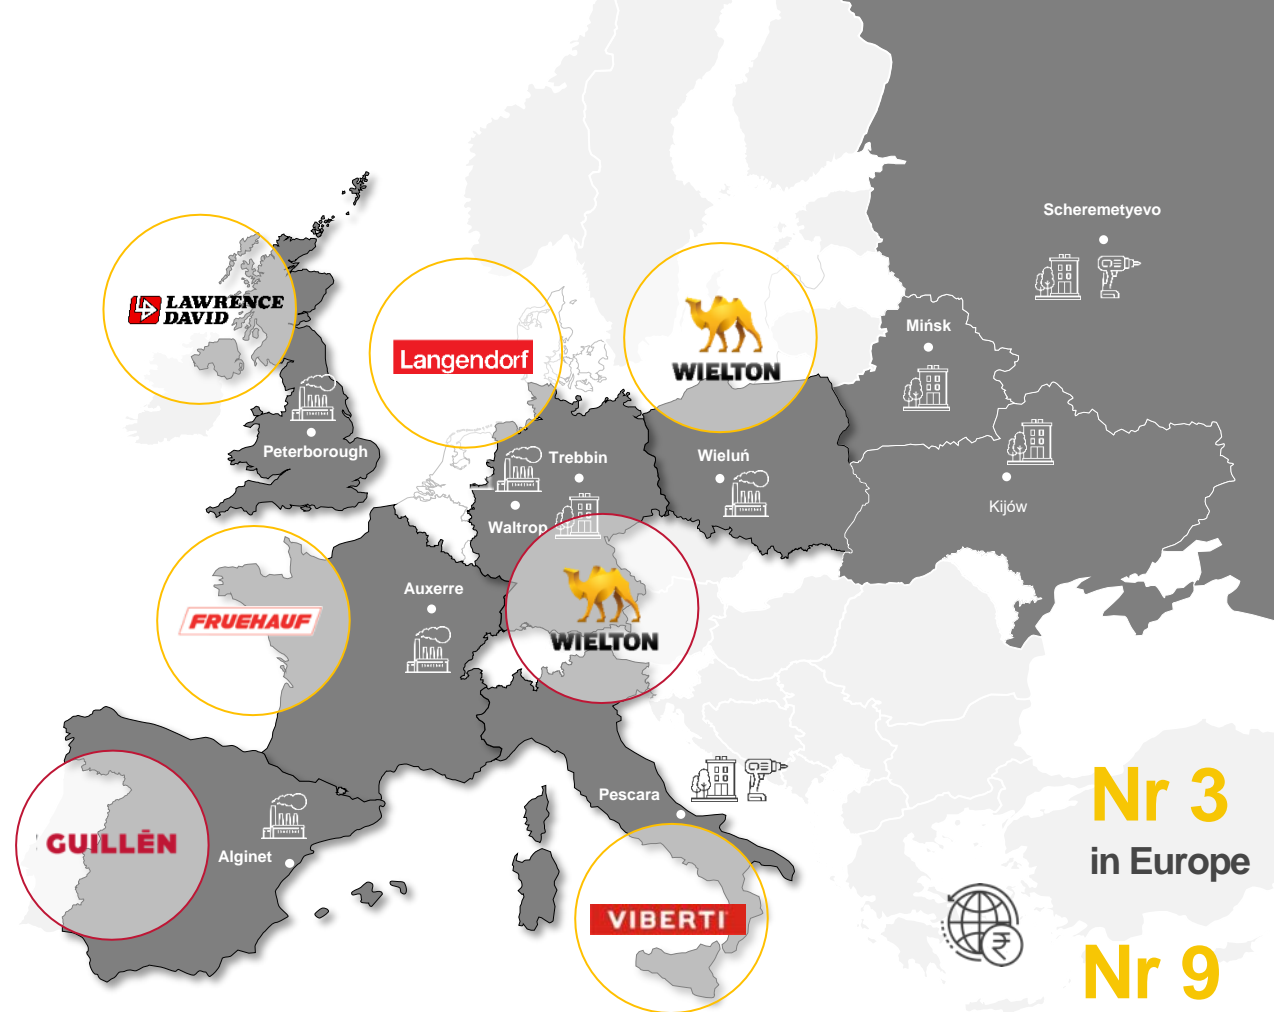 Scheremetyevo
LAWRENCE
DAVID
Langendorf
WIELTON
Mińsk
Peterborough
Trebbin
Wieluń
Kijów
Waltrop
FRUEHAUF
Auxerre
WIELTON
Nr 3
Pescara
in Europe
GUILLÉN
Alginet
VIBERTI
₹
Nr 9